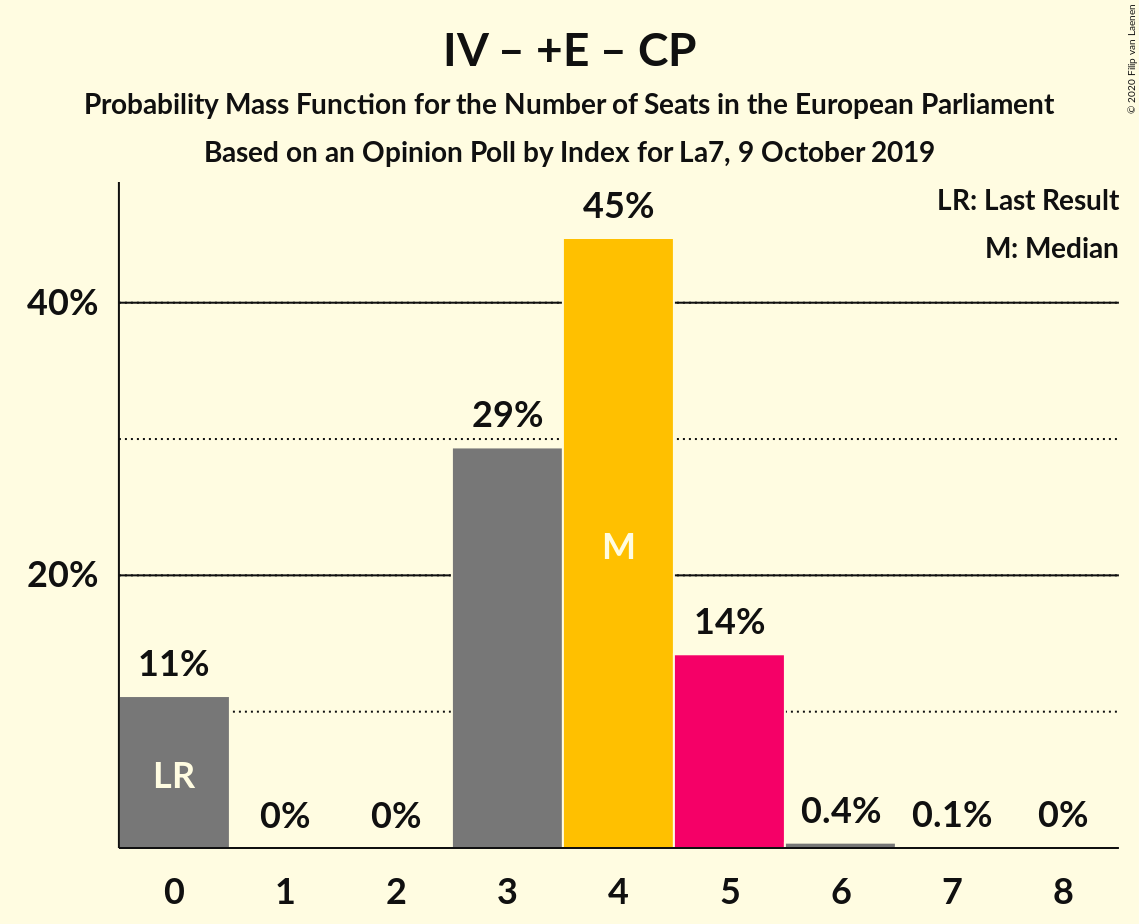 IV – +E – CP
Probability Mass Function for the Number of Seats in the European Parliament
Based on an Opinion Poll by Index for La7, 9 October 2019
© 2020 Filip van Laenen
LR: Last Result
M: Median
45%
40%
29%
M
20%
14%
11%
LR
0%
0%
0.4%
0.1%
0%
0 1 2 3 4 5 6 7 8